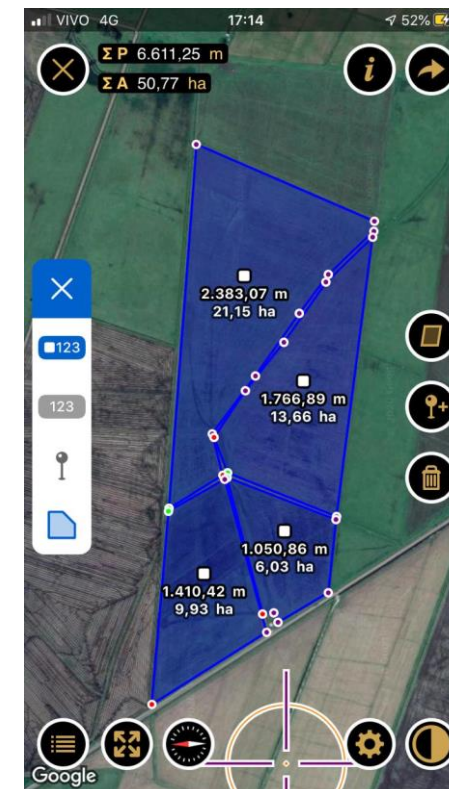 VIVO 4G 17:14 52%
Σ P 6.611,25 m
Σ A 50,77 ha
i
2.383,07 m
21,15 ha
123
1.766,89 m
13,66 ha
123
1.050,86 m
6,03 ha
1.410,42 m
9,93 ha
Google